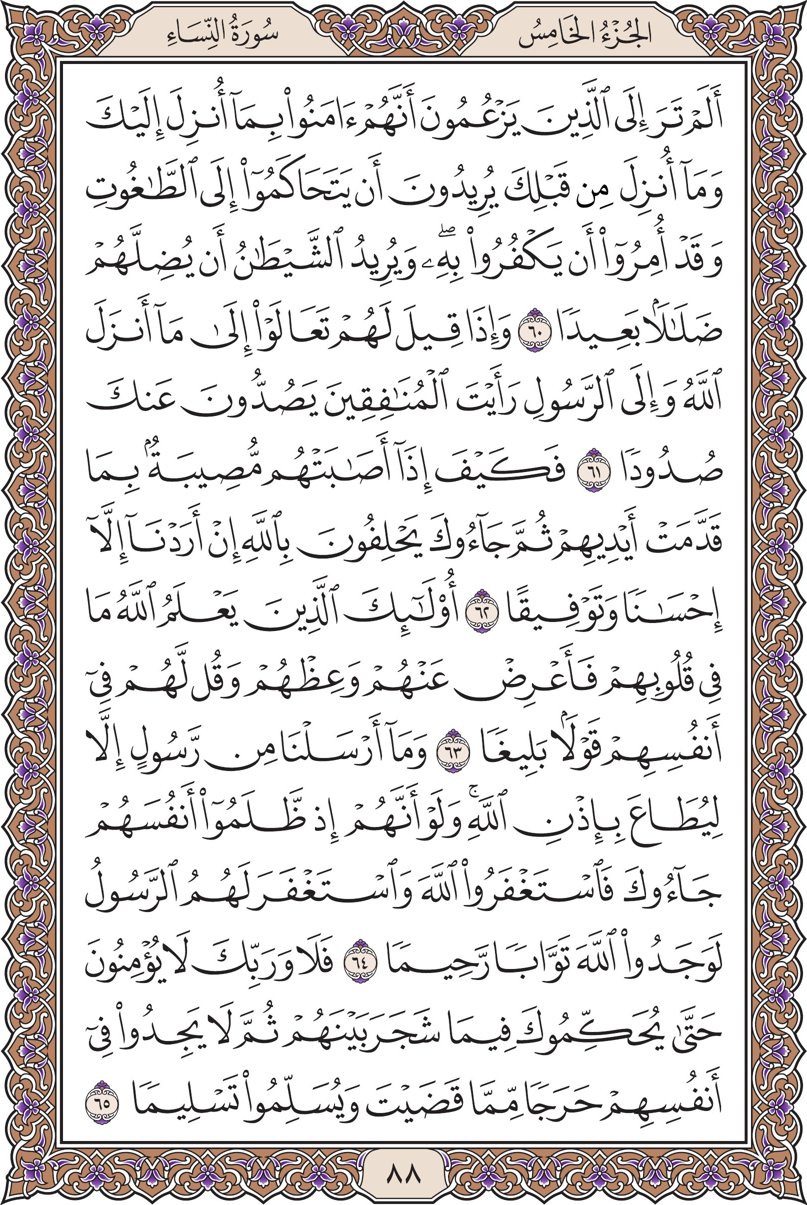 الجُزْءُ الخَامِسُ
سُورَةُ النِّسَاءِ
أَلَمْ تَرَ إِلَى ٱلَّذِينَ يَزْعُمُونَ أَنَّهُمْ ءَامَنُوا۟ بِمَآ أُنزِلَ إِلَيْكَ
وَمَآ أُنزِلَ مِن قَبْلِكَ يُرِيدُونَ أَن يَتَحَاكَمُوٓا۟ إِلَى ٱلطَّٰغُوتِ
وَقَدْ أُمِرُوٓا۟ أَن يَكْفُرُوا۟ بِهِۦۖ وَيُرِيدُ ٱلشَّيْطَٰنُ أَن يُضِلَّهُمْ
ضَلَٰلًۢا بَعِيدًا ٦٠ وَإِذَا قِيلَ لَهُمْ تَعَالَوْا۟ إِلَىٰ مَآ أَنزَلَ
ٱللَّهُ وَإِلَى ٱلرَّسُولِ رَأَيْتَ ٱلْمُنَٰفِقِينَ يَصُدُّونَ عَنكَ
صُدُودًا ٦١ فَكَيْفَ إِذَآ أَصَٰبَتْهُم مُّصِيبَةٌۢ بِمَا
قَدَّمَتْ أَيْدِيهِمْ ثُمَّ جَآءُوكَ يَحْلِفُونَ بِٱللَّهِ إِنْ أَرَدْنَآ إِلَّآ
إِحْسَٰنًا وَتَوْفِيقًا ٦٢ أُو۟لَٰٓئِكَ ٱلَّذِينَ يَعْلَمُ ٱللَّهُ مَا
فِى قُلُوبِهِمْ فَأَعْرِضْ عَنْهُمْ وَعِظْهُمْ وَقُل لَّهُمْ فِىٓ
أَنفُسِهِمْ قَوْلًۢا بَلِيغًا ٦٣ وَمَآ أَرْسَلْنَا مِن رَّسُولٍ إِلَّا
لِيُطَاعَ بِإِذْنِ ٱللَّهِۚ وَلَوْ أَنَّهُمْ إِذ ظَّلَمُوٓا۟ أَنفُسَهُمْ
جَآءُوكَ فَٱسْتَغْفَرُوا۟ ٱللَّهَ وَٱسْتَغْفَرَ لَهُمُ ٱلرَّسُولُ
لَوَجَدُوا۟ ٱللَّهَ تَوَّابًا رَّحِيمًا ٦٤ فَلَا وَرَبِّكَ لَا يُؤْمِنُونَ
حَتَّىٰ يُحَكِّمُوكَ فِيمَا شَجَرَ بَيْنَهُمْ ثُمَّ لَا يَجِدُوا۟ فِىٓ
أَنفُسِهِمْ حَرَجًا مِّمَّا قَضَيْتَ وَيُسَلِّمُوا۟ تَسْلِيمًا ٦٥
٨٨